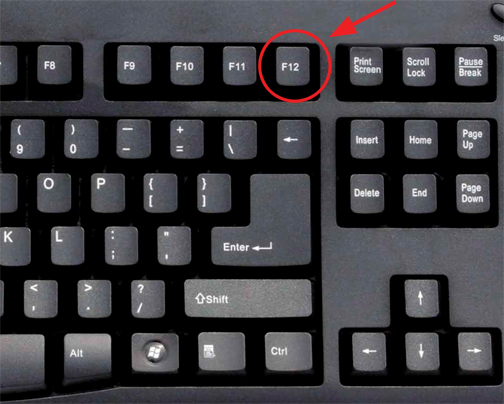 F8
F9
F10
F11
F12
Print
Screen
Scroll
Lock
Pause
Break
(
9
)
0
—
-
+
=
|
\
←
Insert
Home
Page
Up
O
P
{
[
}
]
Delete
End
Page
Down
K
L
:
;
"
'
Enter
<
,
>
.
?
/
⇧Shift
↑
Alt
Ctrl
←
↓
→